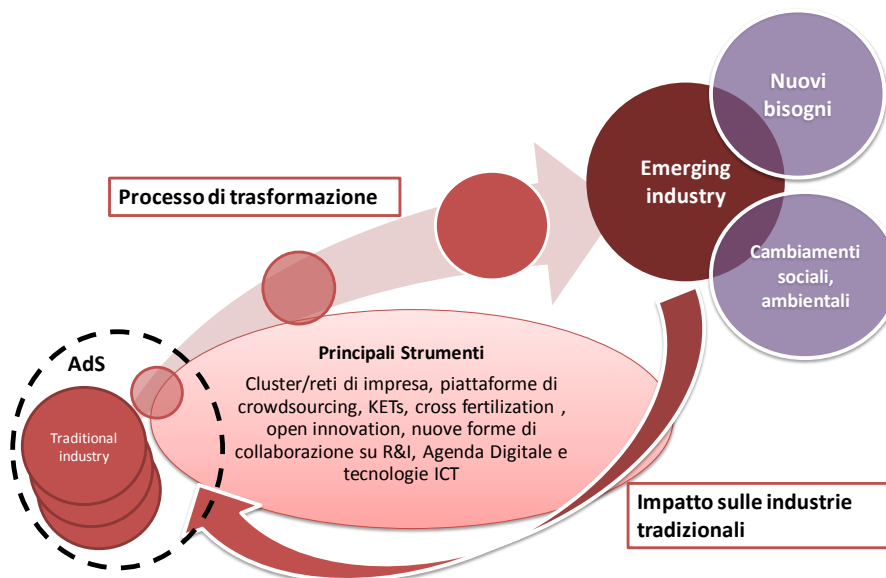 Nuovi
bisogni
Emerging
industry
Processo di trasformazione
Cambiamenti
sociali,
ambientali
AdS
Principali Strumenti
Cluster/reti di impresa, piattaforme di
crowdsourcing, KETs, cross fertilization ,
open innovation, nuove forme di
collaborazione su R&I, Agenda Digitale e
tecnologie ICT
Traditional
industry
Impatto sulle industrie
tradizionali